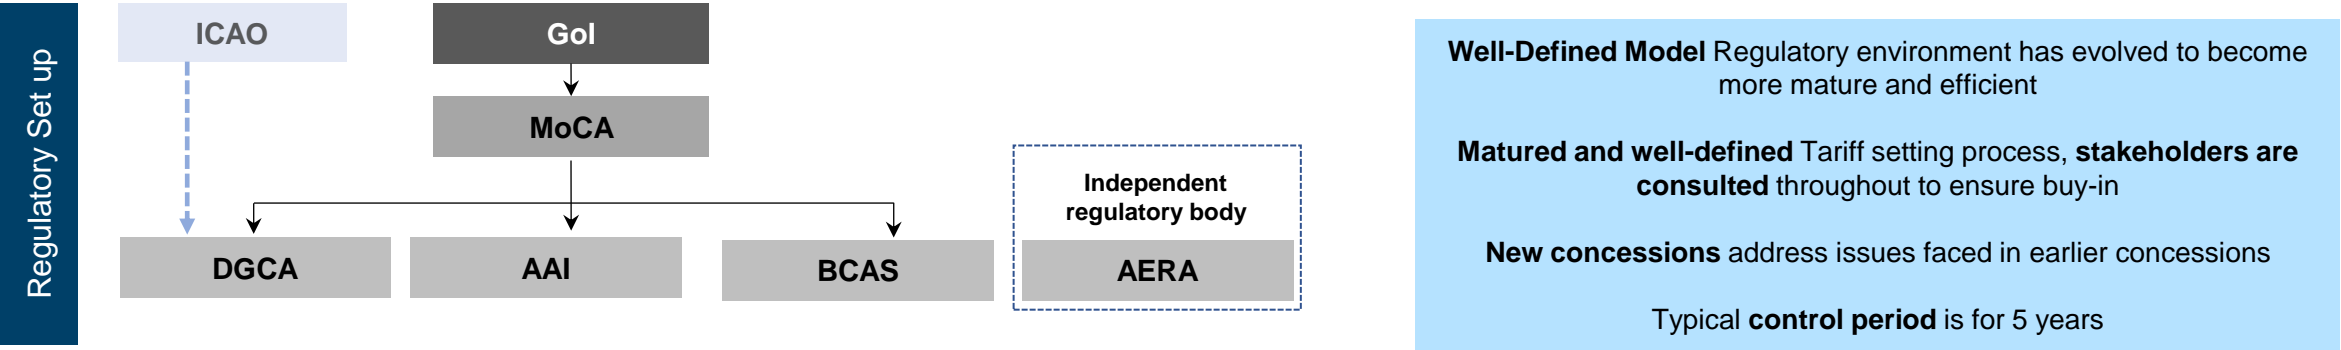 Regulatory Set up
ICAO
GoI
MoCA
Independent
regulatory body
DGCA
AAI
BCAS
AERA
Well-Defined Model Regulatory environment has evolved to become
more mature and efficient
Matured and well-defined Tariff setting process, stakeholders are
consulted throughout to ensure buy-in
New concessions address issues faced in earlier concessions
Typical control period is for 5 years